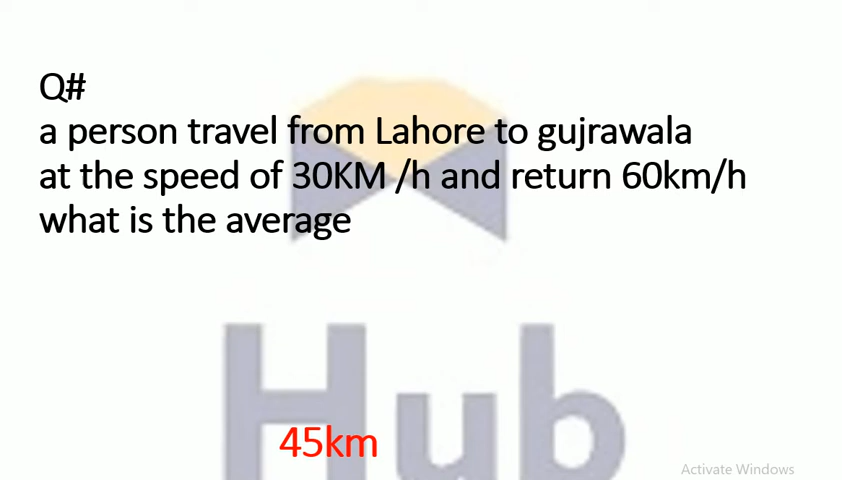 Q#
a person travel from Lahore to gujrawala
at the speed of 30KM /h and return 60km/h
what is the average
Hub
45km
Activate Windows